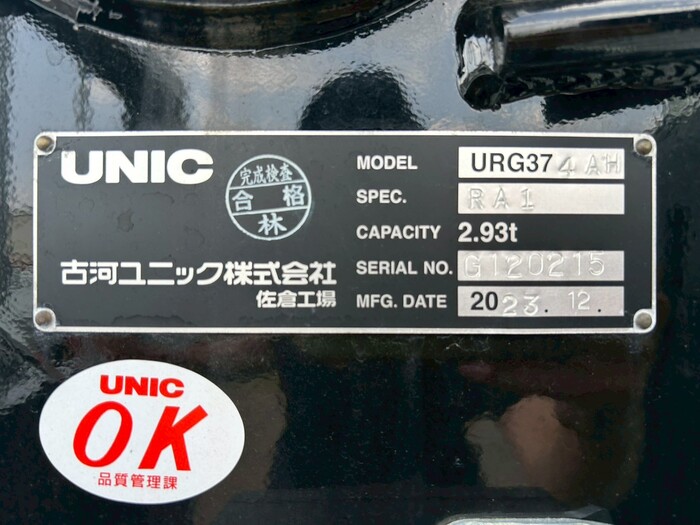 UNIC
完成検査
合格
林
MODEL URG374AH
SPEC. RA1
CAPACITY 2.93t
SERIAL NO. G120215
MFG. DATE 2023.12.
古河ユニック株式会社
佐倉工場
UNIC
OK
品質管理課